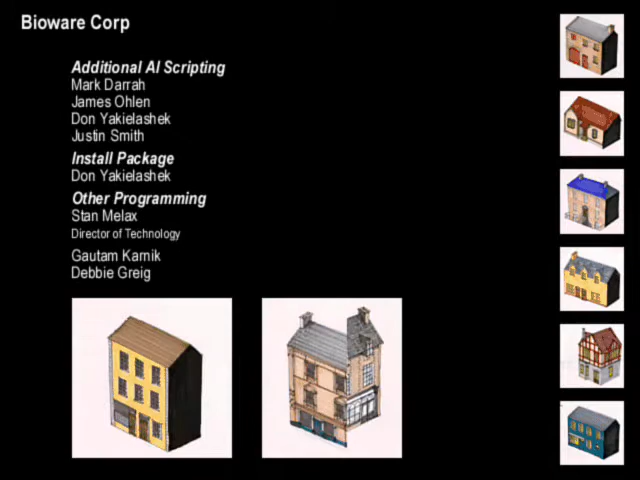 Bioware Corp
Additional AI Scripting
Mark Darrah
James Ohlen
Don Yakielashek
Justin Smith
Install Package
Don Yakielashek
Other Programming
Stan Melax
Director of Technology
Gautam Karnik
Debbie Greig